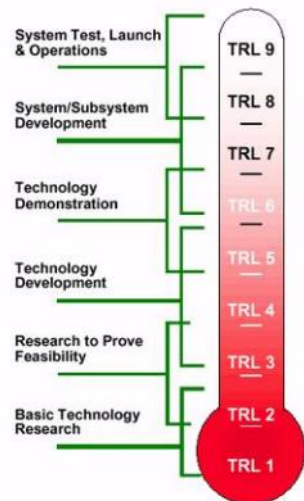 System Test, Launch
& Operations
System/Subsystem
Development
Technology
Demonstration
Technology
Development
Research to Prove
Feasibility
Basic Technology
Research
TRL 9
TRL 8
TRL 7
TRL 6
TRL 5
TRL 4
TRL 3
TRL 2
TRL 1